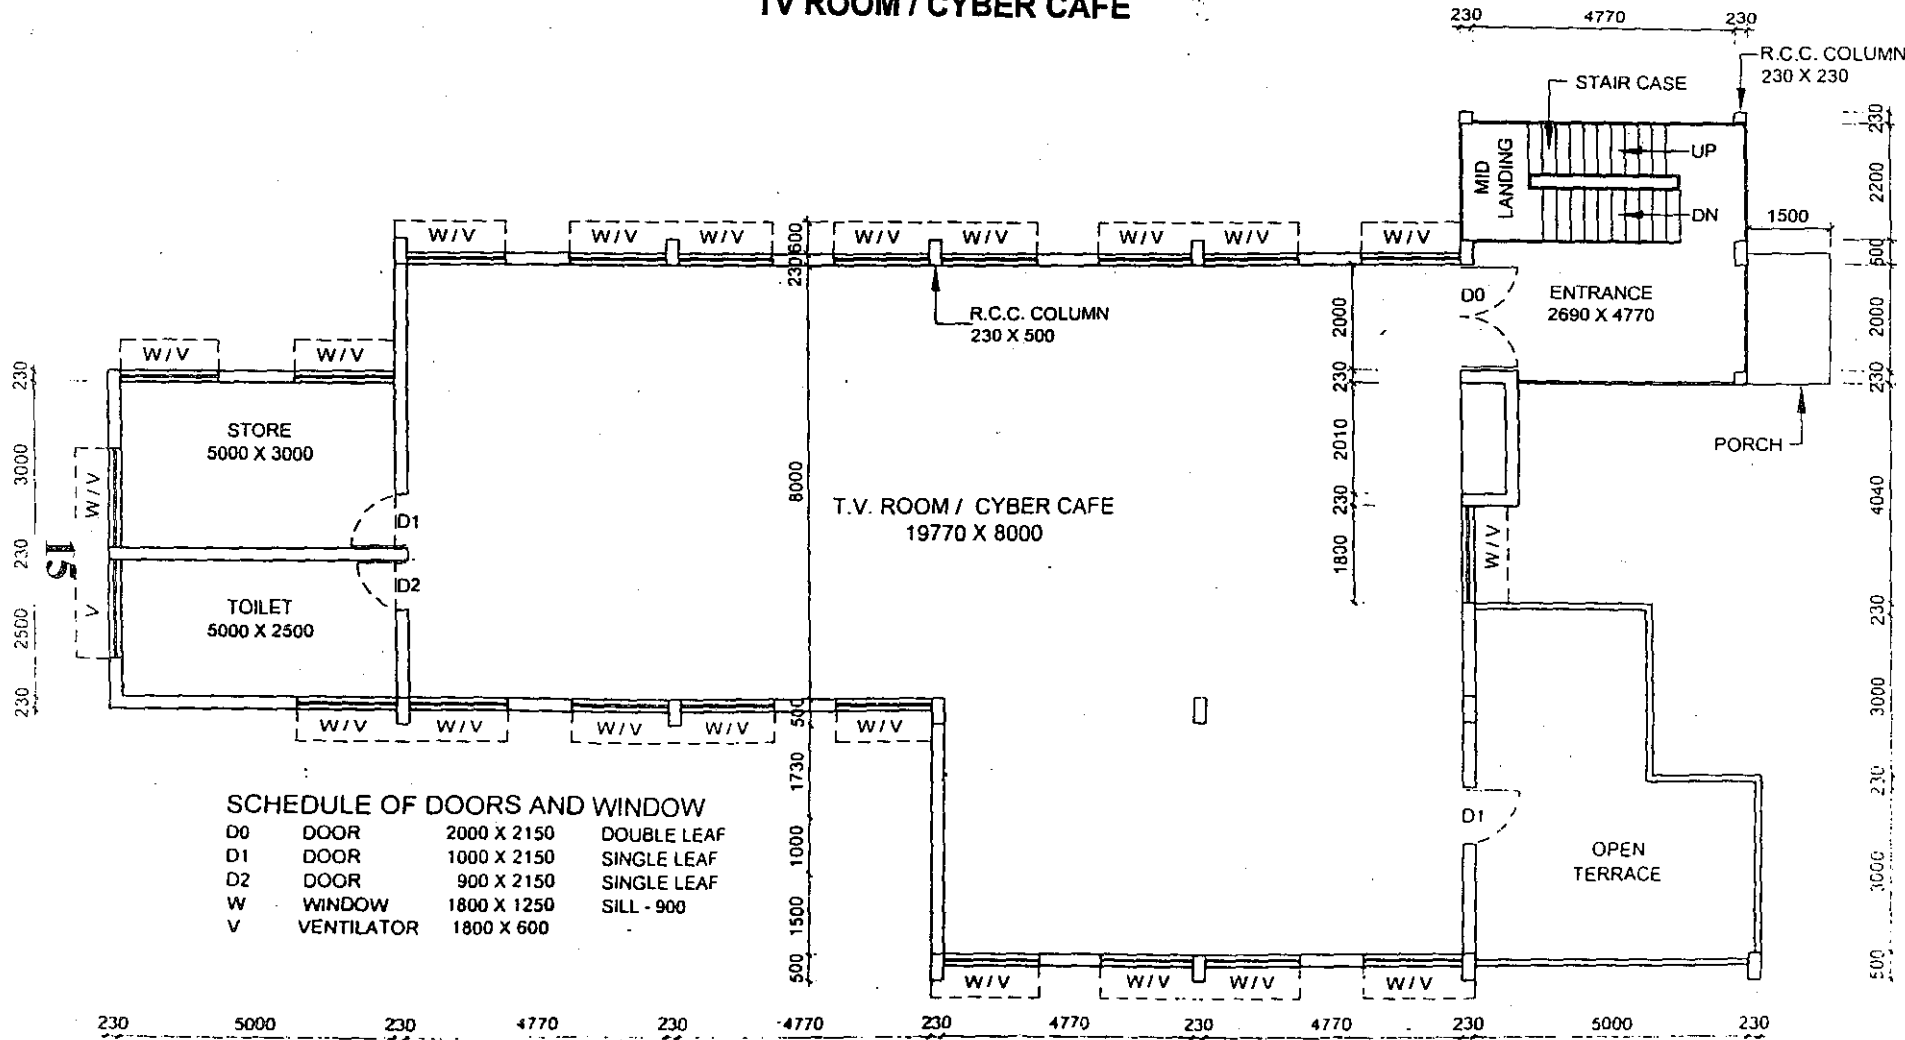 TV ROOM / CYBER CAFE
230 4770 230
R.C.C. COLUMN
230 X 230
STAIR CASE
UP
MID
LANDING
DN
1500
230
2200
500
2000
230
4040
230
3000
230
3000
500
W / V W / V W / V W / V W / V W / V W / V W / V
600
230
D0
ENTRANCE
2690 X 4770
R.C.C. COLUMN
230 X 500
2000
230
2010
230
1800
W / V W / V
PORCH
230
3000
230
2500
230
STORE
5000 X 3000
W / V
8000
T.V. ROOM / CYBER CAFE
19770 X 8000
D1
15
W / V
D2
V
TOILET
5000 X 2500
W / V W / V W / V W / V W / V
500
1730
1000
1500
500
D1
OPEN
TERRACE
SCHEDULE OF DOORS AND WINDOW
D0 DOOR 2000 X 2150 DOUBLE LEAF
D1 DOOR 1000 X 2150 SINGLE LEAF
D2 DOOR 900 X 2150 SINGLE LEAF
W WINDOW 1800 X 1250 SILL - 900
V VENTILATOR 1800 X 600 -
W / V W / V W / V W / V
230 5000 230 4770 230 4770 230 4770 230 4770 230 5000 230